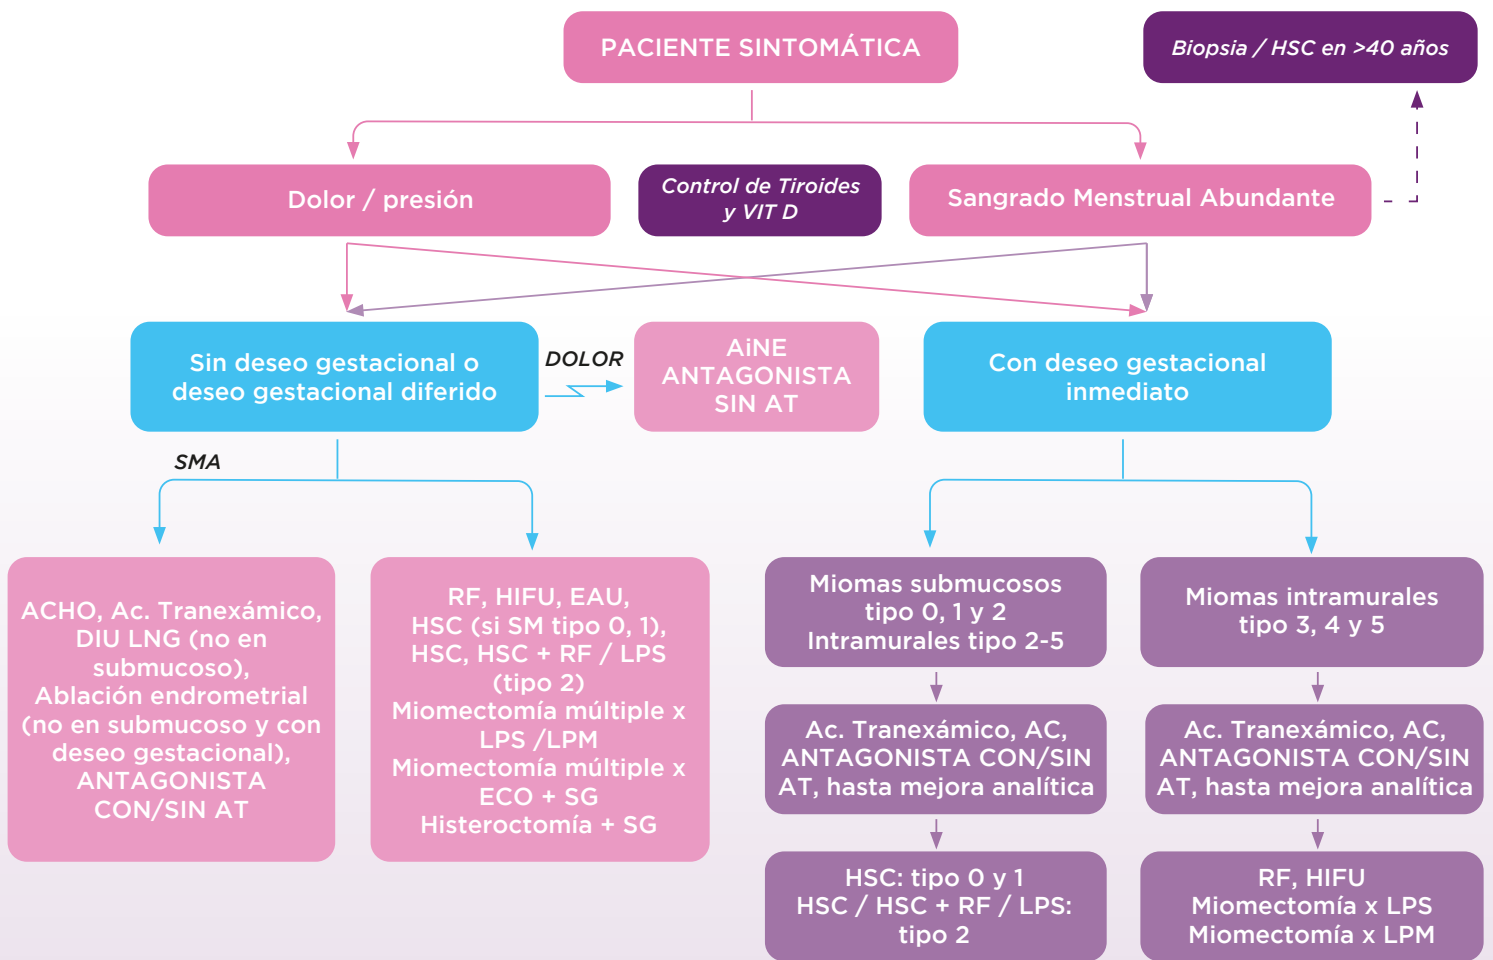 PACIENTE SINTOMÁTICA
Biopsia / HSC en >40 años
Dolor / presión
Control de Tiroides
y VIT D
Sangrado Menstrual Abundante
Sin deseo gestacional o
deseo gestacional diferido
DOLOR
AiNE
ANTAGONISTA
SIN AT
Con deseo gestacional
inmediato
SMA
ACHO, Ac. Tranexámico,
DIU LNG (no en
submucoso),
Ablación endrometrial
(no en submucoso y con
deseo gestacional),
ANTAGONISTA
CON/SIN AT
RF, HIFU, EAU,
HSC (si SM tipo 0, 1),
HSC, HSC + RF / LPS
(tipo 2)
Miomectomía múltiple x
LPS /LPM
Miomectomía múltiple x
ECO + SG
Histeroctomía + SG
Miomas submucosos
tipo 0, 1 y 2
Intramurales tipo 2-5
Ac. Tranexámico, AC,
ANTAGONISTA CON/SIN
AT, hasta mejora analítica
HSC: tipo 0 y 1
HSC / HSC + RF / LPS:
tipo 2
Miomas intramurales
tipo 3, 4 y 5
Ac. Tranexámico, AC,
ANTAGONISTA CON/SIN
AT, hasta mejora analítica
RF, HIFU
Miomectomía x LPS
Miomectomía x LPM